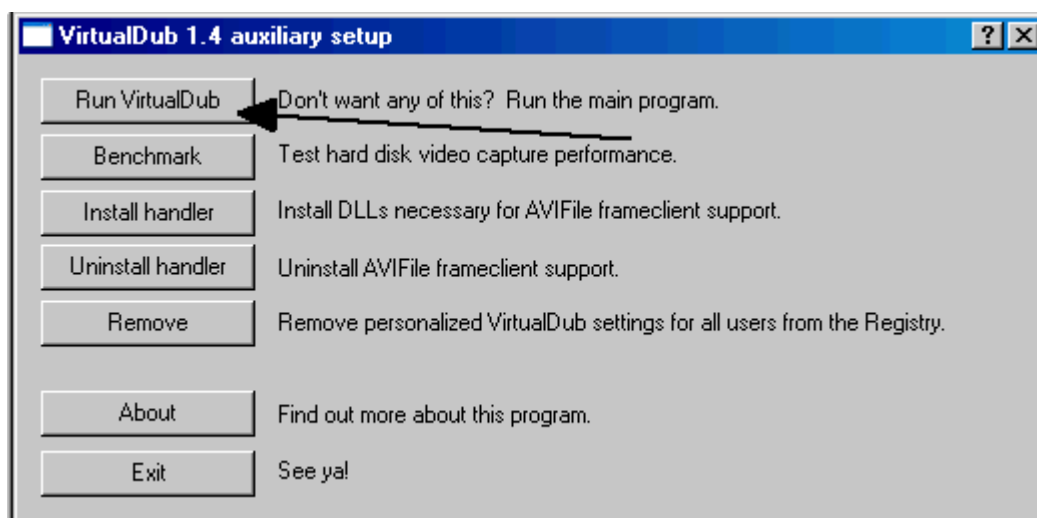 VirtualDub 1.4 auxiliary setup
Run VirtualDub Don't want any of this? Run the main program.
Benchmark Test hard disk video capture performance.
Install handler Install DLLs necessary for AVIFile frameclient support.
Uninstall handler Uninstall AVIFile frameclient support.
Remove Remove personalized VirtualDub settings for all users from the Registry.
About Find out more about this program.
Exit See ya!